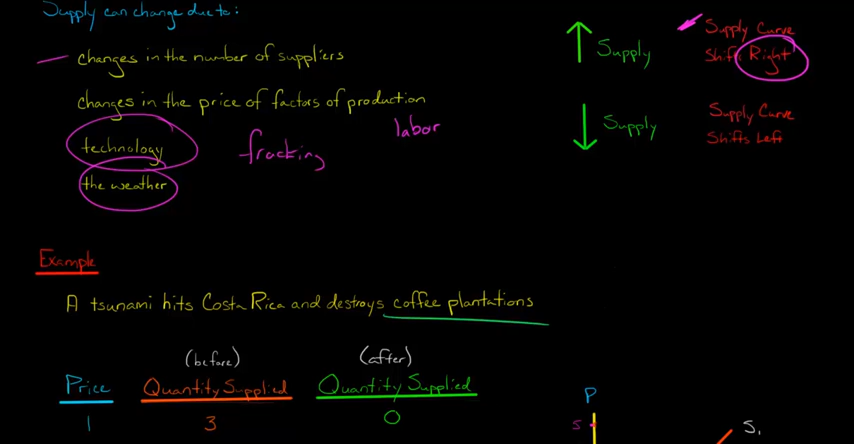 Supply can change due to:
changes in the number of suppliers
changes in the price of factors of production
technology
fracking
labor
the weather
↑ Supply
Supply Curve
Shifts Right
↓ Supply
Supply Curve
Shifts Left
Example
A tsunami hits Costa Rica and destroys coffee plantations
(before) (after)
Price Quantity Supplied Quantity Supplied
1 3 0
P
5
S₁